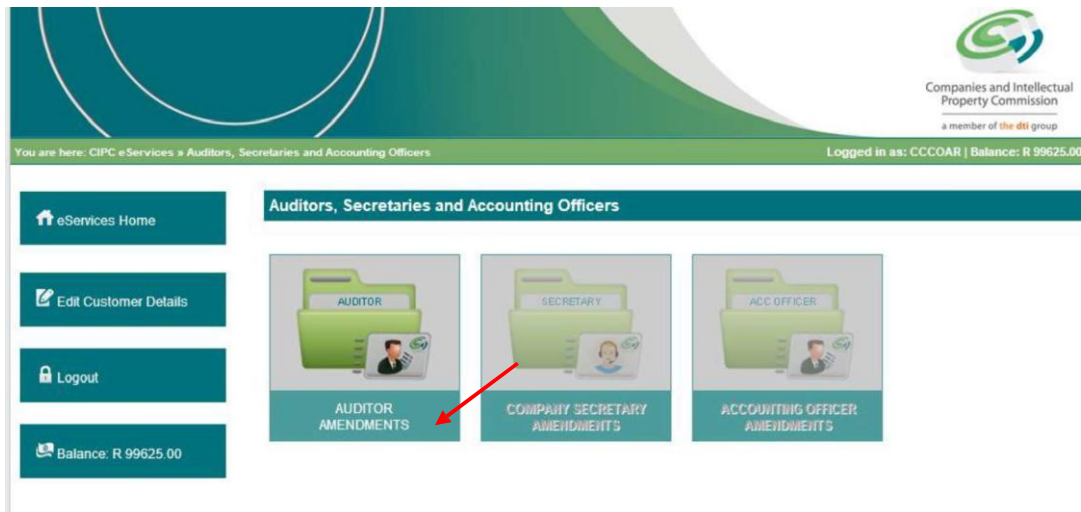 Companies and Intellectual
Property Commission
a member of the dti group
You are here: CIPC eServices » Auditors, Secretaries and Accounting Officers
Logged in as: CCCOAR | Balance: R 99625.00
eServices Home
Edit Customer Details
Logout
Balance: R 99625.00
Auditors, Secretaries and Accounting Officers
AUDITOR
AUDITOR
AMENDMENTS
SECRETARY
COMPANY SECRETARY
AMENDMENTS
ACC OFFICER
ACCOUNTING OFFICER
AMENDMENTS